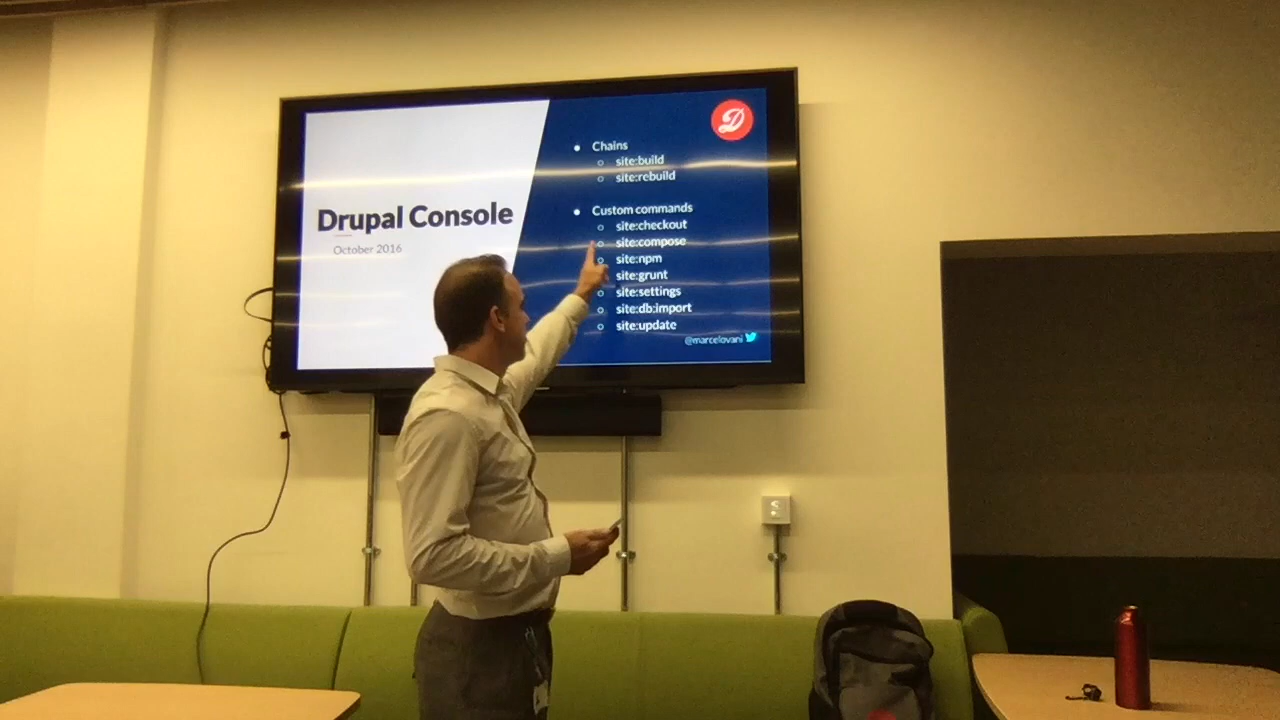 Drupal Console
October 2016
Chains
site:build
site:rebuild
Custom commands
site:checkout
site:compose
site:npm
site:grunt
site:settings
site:db:import
site:update
@marcelovani